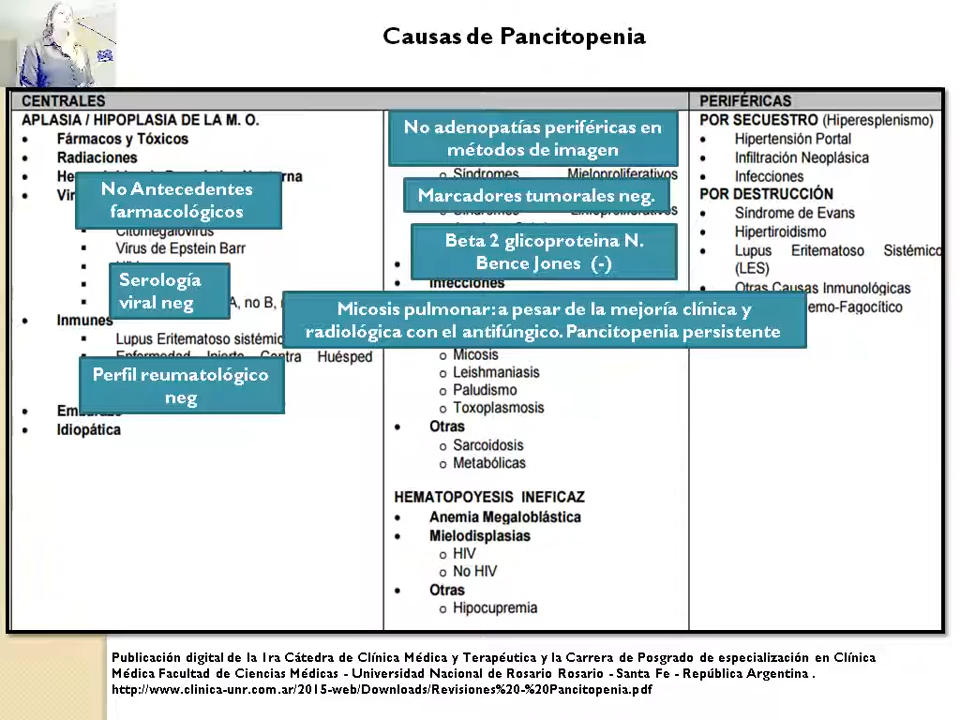 Causas de Pancitopenia
CENTRALES
APLASIA / HIPOPLASIA DE LA M. O.
Fármacos y Tóxicos
Radiaciones
No Antecedentes
farmacológicos
Citomegalovirus
Virus de Epstein Barr
Serología
viral neg
A, no B,
Inmunes
Lupus Eritematoso sistémic
Enfermedad Injerto Contra Huésped
Perfil reumatológico
neg
Embarazo
Idiopática
No adenopatías periféricas en
métodos de imagen
Síndromes Mieloproliferativos
Marcadores tumorales neg.
Síndromes Linfoproliferativos
Beta 2 glicoproteina N.
Bence Jones (-)
Infecciones
Micosis pulmonar: a pesar de la mejoría clínica y
radiológica con el antifúngico. Pancitopenia persistente
Micosis
Leishmaniasis
Paludismo
Toxoplasmosis
Otras
Sarcoidosis
Metabólicas
HEMATOPOYESIS INEFICAZ
Anemia Megaloblástica
Mielodisplasias
HIV
No HIV
Otras
Hipocupremia
PERIFÉRICAS
POR SECUESTRO (Hiperesplenismo)
Hipertensión Portal
Infiltración Neoplásica
Infecciones
POR DESTRUCCIÓN
Síndrome de Evans
Hipertiroidismo
Lupus Eritematoso Sistémico
(LES)
Otras Causas Inmunológicas
emo-Fagocítico
Publicación digital de la 1ra Cátedra de Clínica Médica y Terapéutica y la Carrera de Posgrado de especialización en Clínica
Médica Facultad de Ciencias Médicas - Universidad Nacional de Rosario Rosario - Santa Fe - República Argentina .
http://www.clinica-unr.com.ar/2015-web/Downloads/Revisiones%20-%20Pancitopenia.pdf